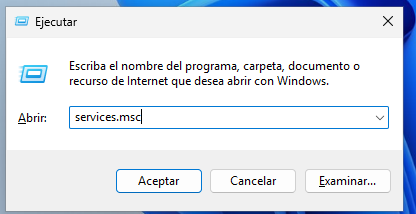 Ejecutar
Escriba el nombre del programa, carpeta, documento o
recurso de Internet que desea abrir con Windows.
Abrir: services.msc
Aceptar Cancelar Examinar...